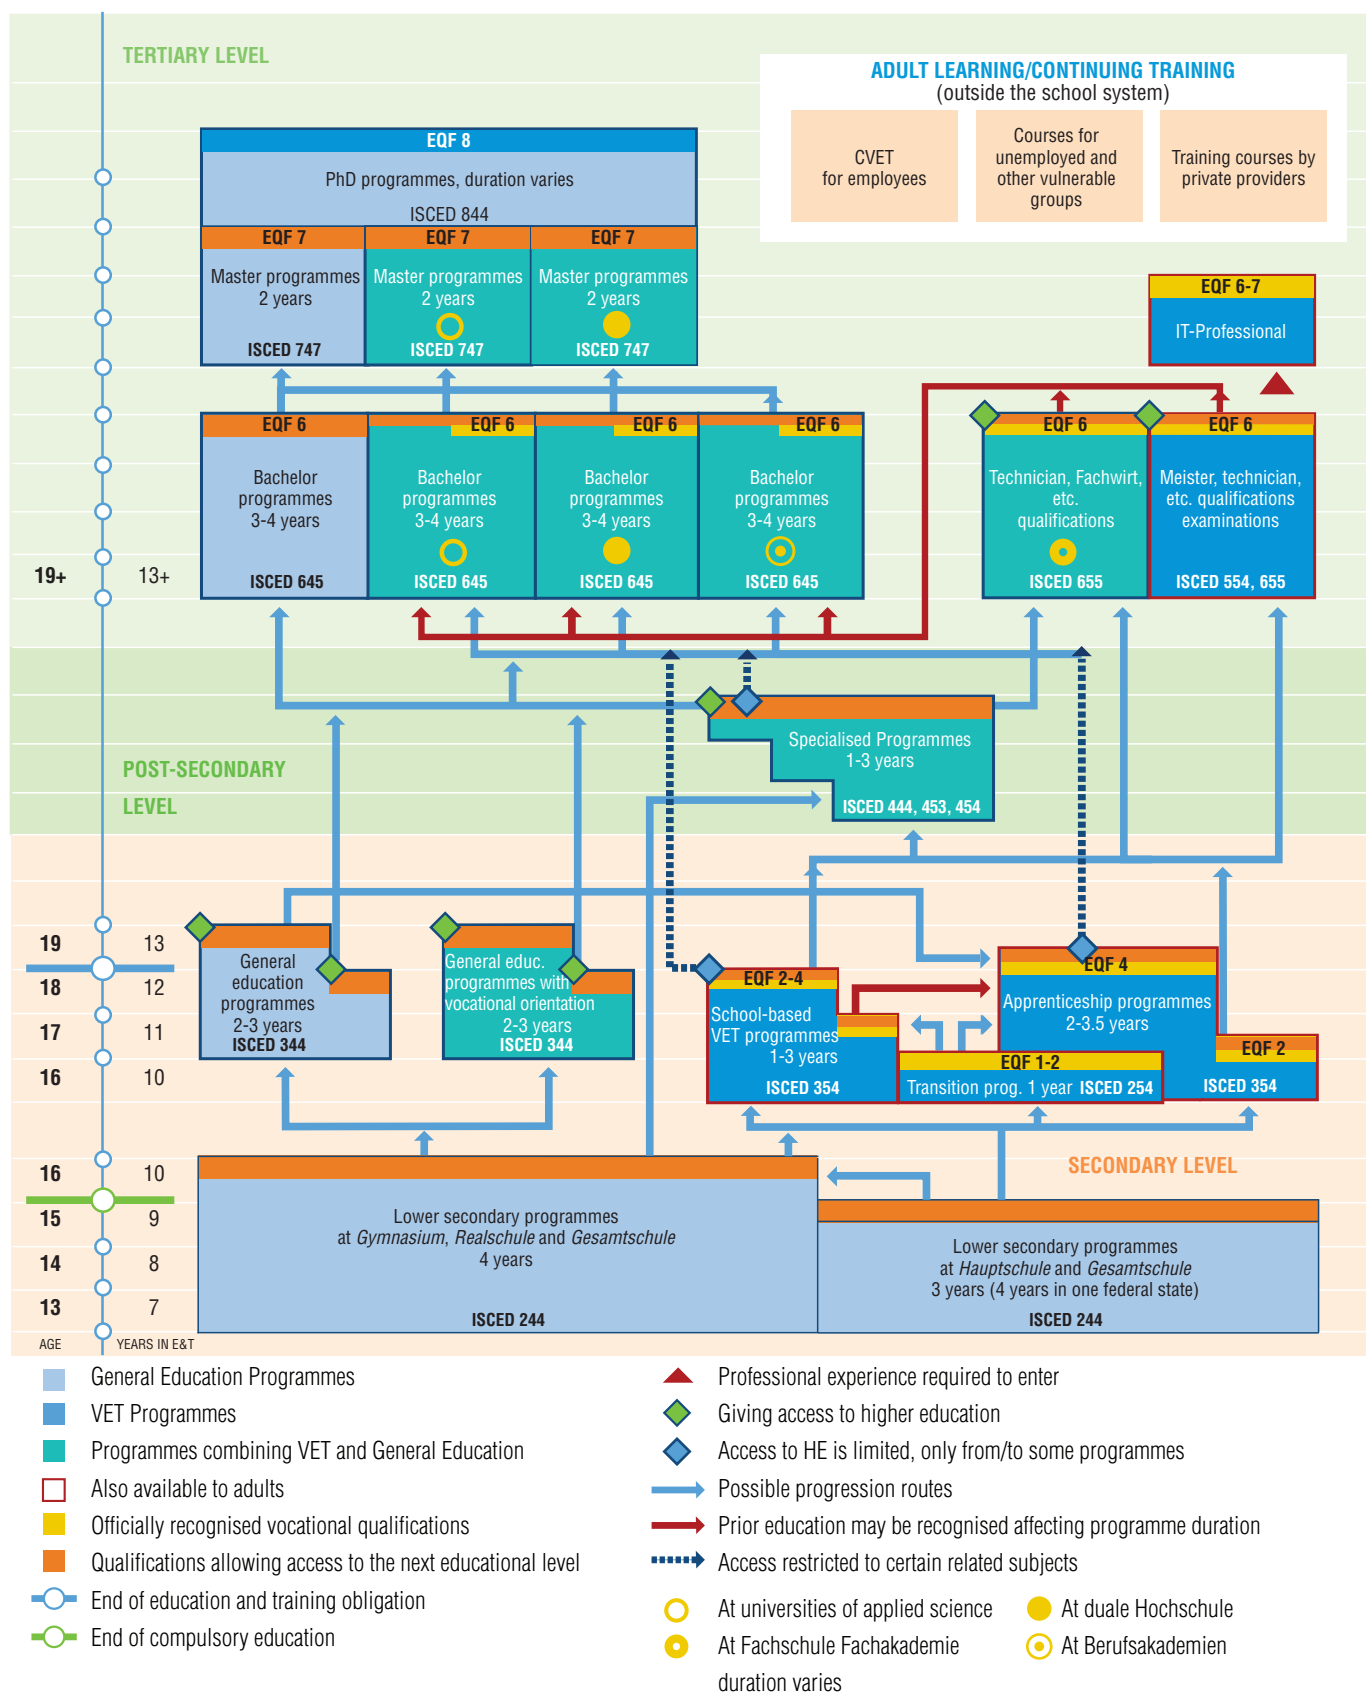 TERTIARY LEVEL
ADULT LEARNING/CONTINUING TRAINING
(outside the school system)
CVET
for employees
Courses for
unemployed and
other vulnerable
groups
Training courses by
private providers
EQF 8
PhD programmes, duration varies
ISCED 844
EQF 7
Master programmes
2 years
ISCED 747
EQF 7
Master programmes
2 years
ISCED 747
EQF 7
Master programmes
2 years
ISCED 747
EQF 6-7
IT-Professional
EQF 6
Bachelor
programmes
3-4 years
ISCED 645
EQF 6
Bachelor
programmes
3-4 years
ISCED 645
EQF 6
Bachelor
programmes
3-4 years
ISCED 645
EQF 6
Bachelor
programmes
3-4 years
ISCED 645
EQF 6
Technician, Fachwirt,
etc.
qualifications
ISCED 655
EQF 6
Meister, technician,
etc. qualifications
examinations
ISCED 554, 655
19+ 13+
POST-SECONDARY
LEVEL
Specialised Programmes
1-3 years
ISCED 444, 453, 454
19 13
18 12
17 11
16 10
General
education
programmes
2-3 years
ISCED 344
General educ.
programmes with
vocational orientation
2-3 years
ISCED 344
EQF 2-4
School-based
VET programmes
1-3 years
ISCED 354
EQF 4
Apprenticeship programmes
2-3.5 years
EQF 2
ISCED 354
EQF 1-2
Transition prog. 1 year ISCED 254
SECONDARY LEVEL
16 10
15 9
14 8
13 7
AGE YEARS IN E&T
Lower secondary programmes
at Gymnasium, Realschule and Gesamtschule
4 years
ISCED 244
Lower secondary programmes
at Hauptschule and Gesamtschule
3 years (4 years in one federal state)
ISCED 244
General Education Programmes
VET Programmes
Programmes combining VET and General Education
Also available to adults
Officially recognised vocational qualifications
Qualifications allowing access to the next educational level
End of education and training obligation
End of compulsory education
Professional experience required to enter
Giving access to higher education
Access to HE is limited, only from/to some programmes
Possible progression routes
Prior education may be recognised affecting programme duration
Access restricted to certain related subjects
At universities of applied science
At duale Hochschule
At Fachschule Fachakademie
duration varies
At Berufsakademien